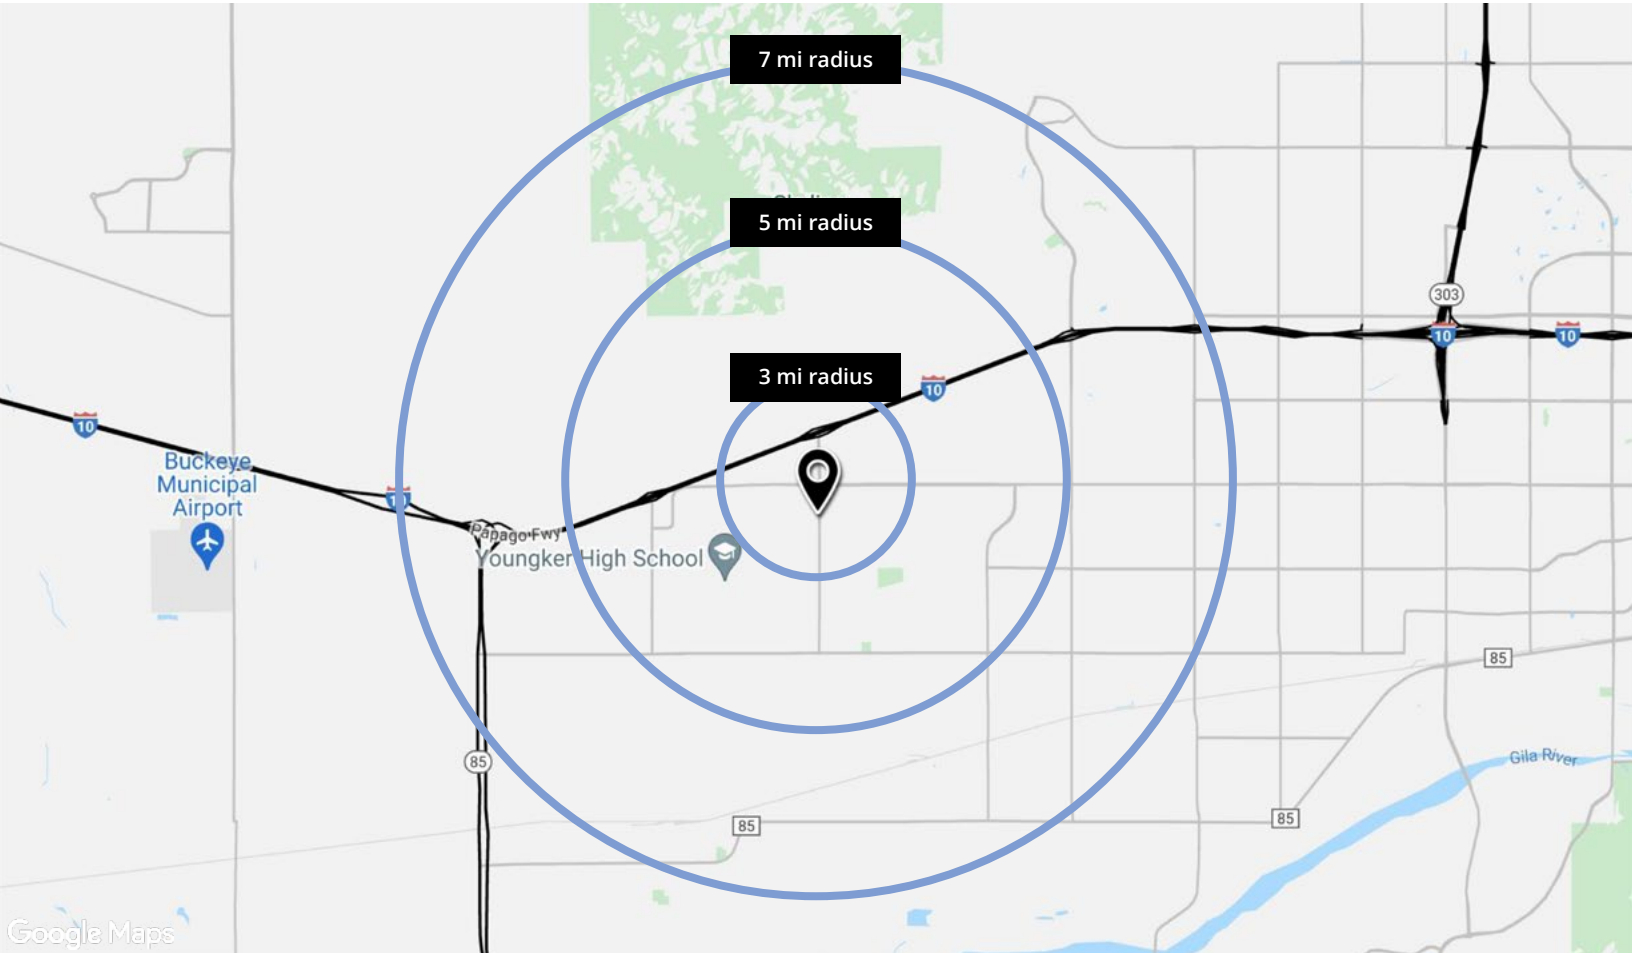 7 mi radius
5 mi radius
303
10
10
3 mi radius
10
10
Buckeye
Municipal
Airport
Papago Fwy
Youngker High School
85
Gila River
85
85
85
Google Maps